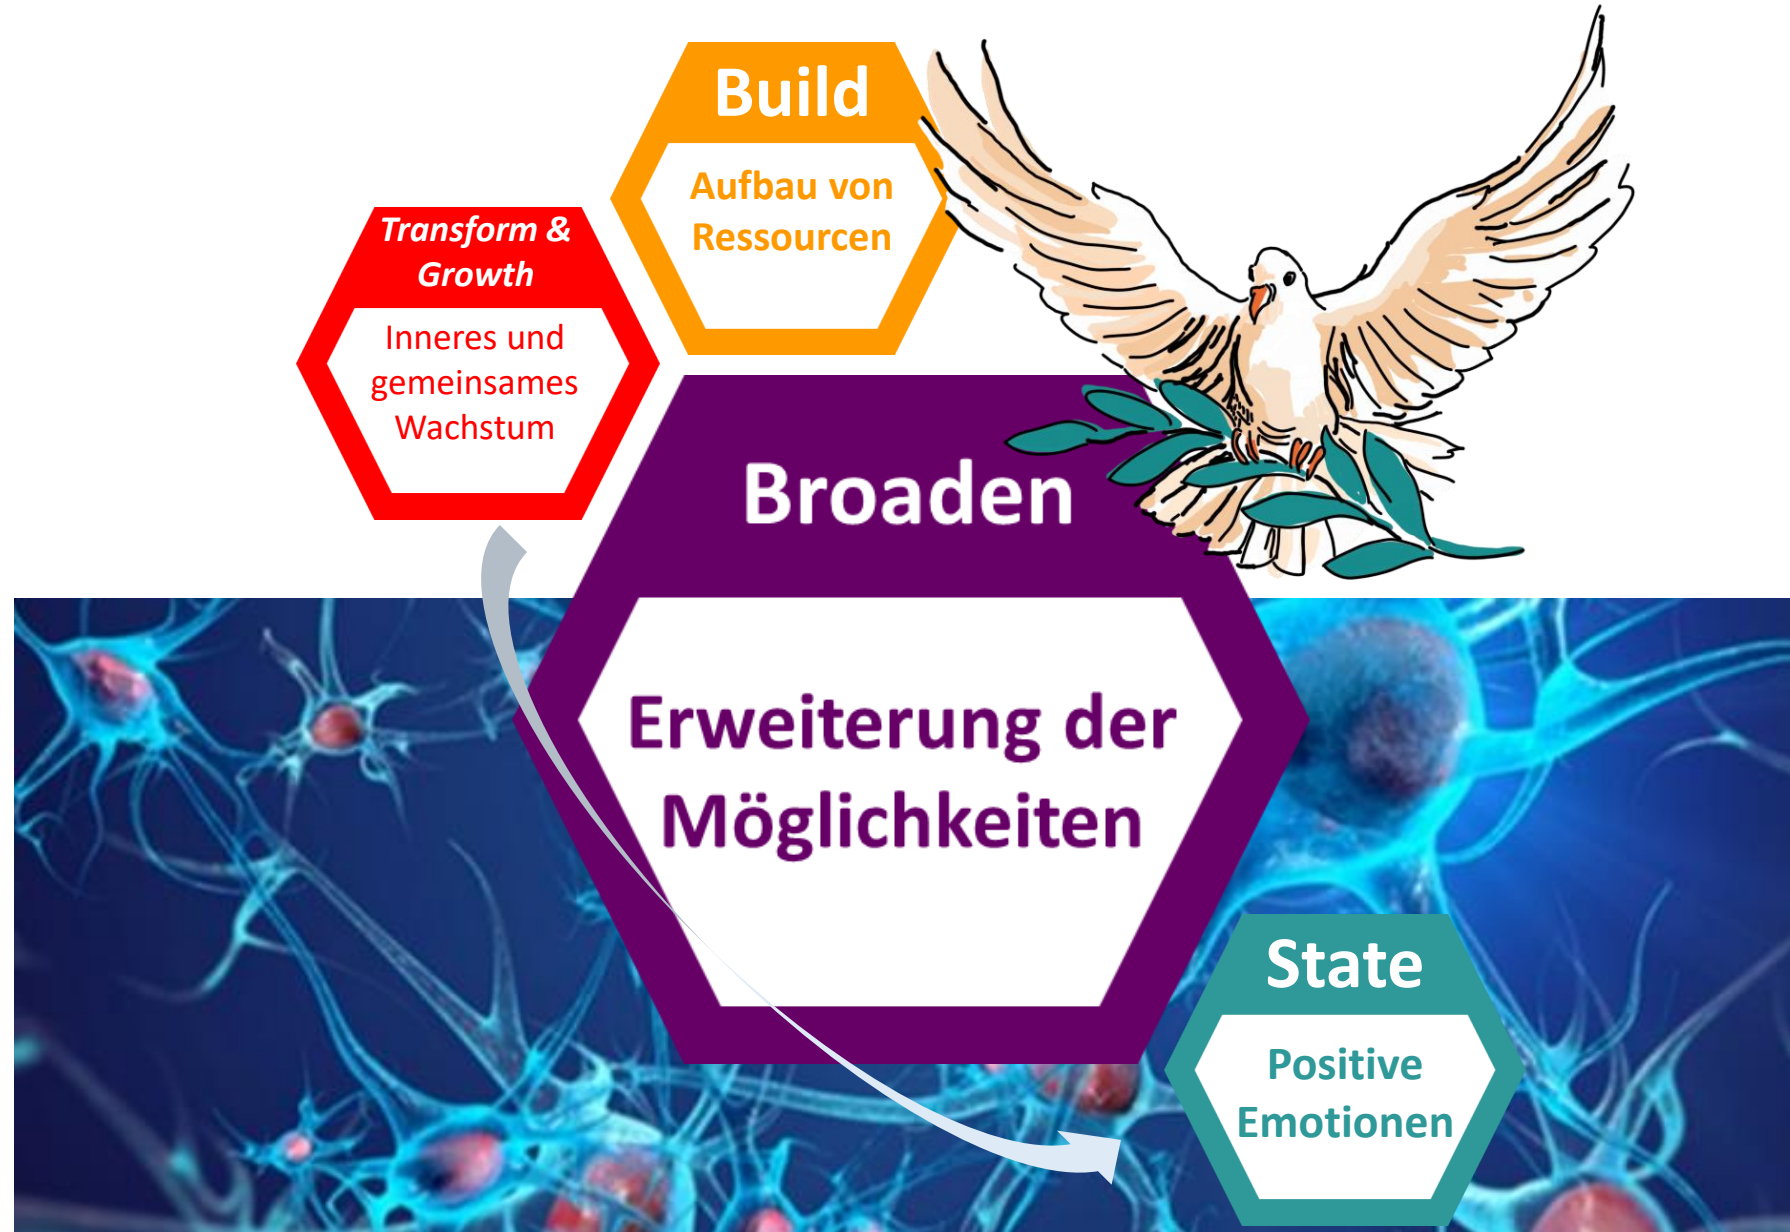 Build
Aufbau von
Ressourcen
Transform &
Growth
Inneres und
gemeinsames
Wachstum
Broaden
Erweiterung der
Möglichkeiten
State
Positive
Emotionen